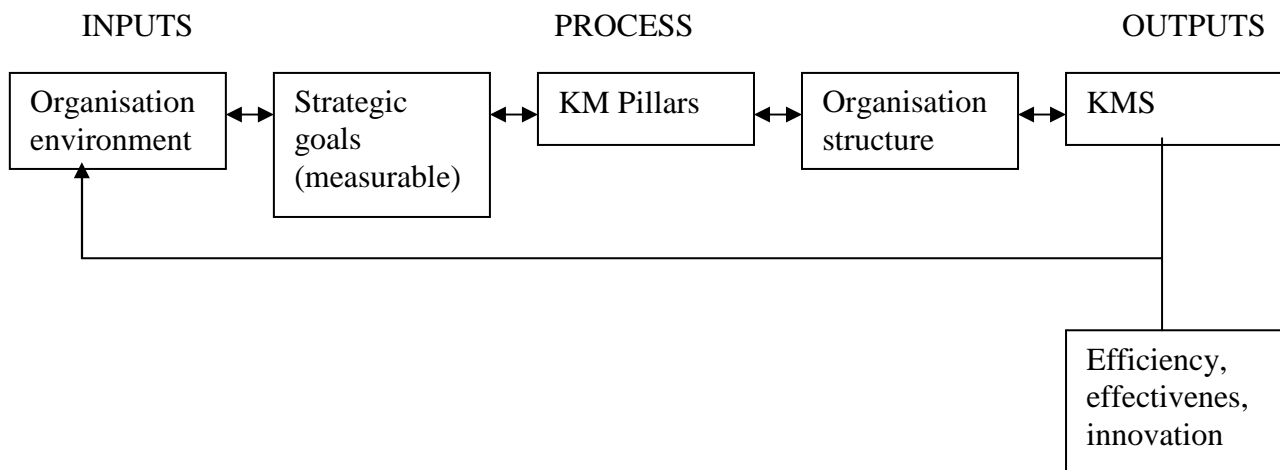 INPUTS PROCESS OUTPUTS
Organisation
environment
Strategic
goals
(measurable)
KM Pillars
Organisation
structure
KMS
Efficiency,
effectivenes,
innovation